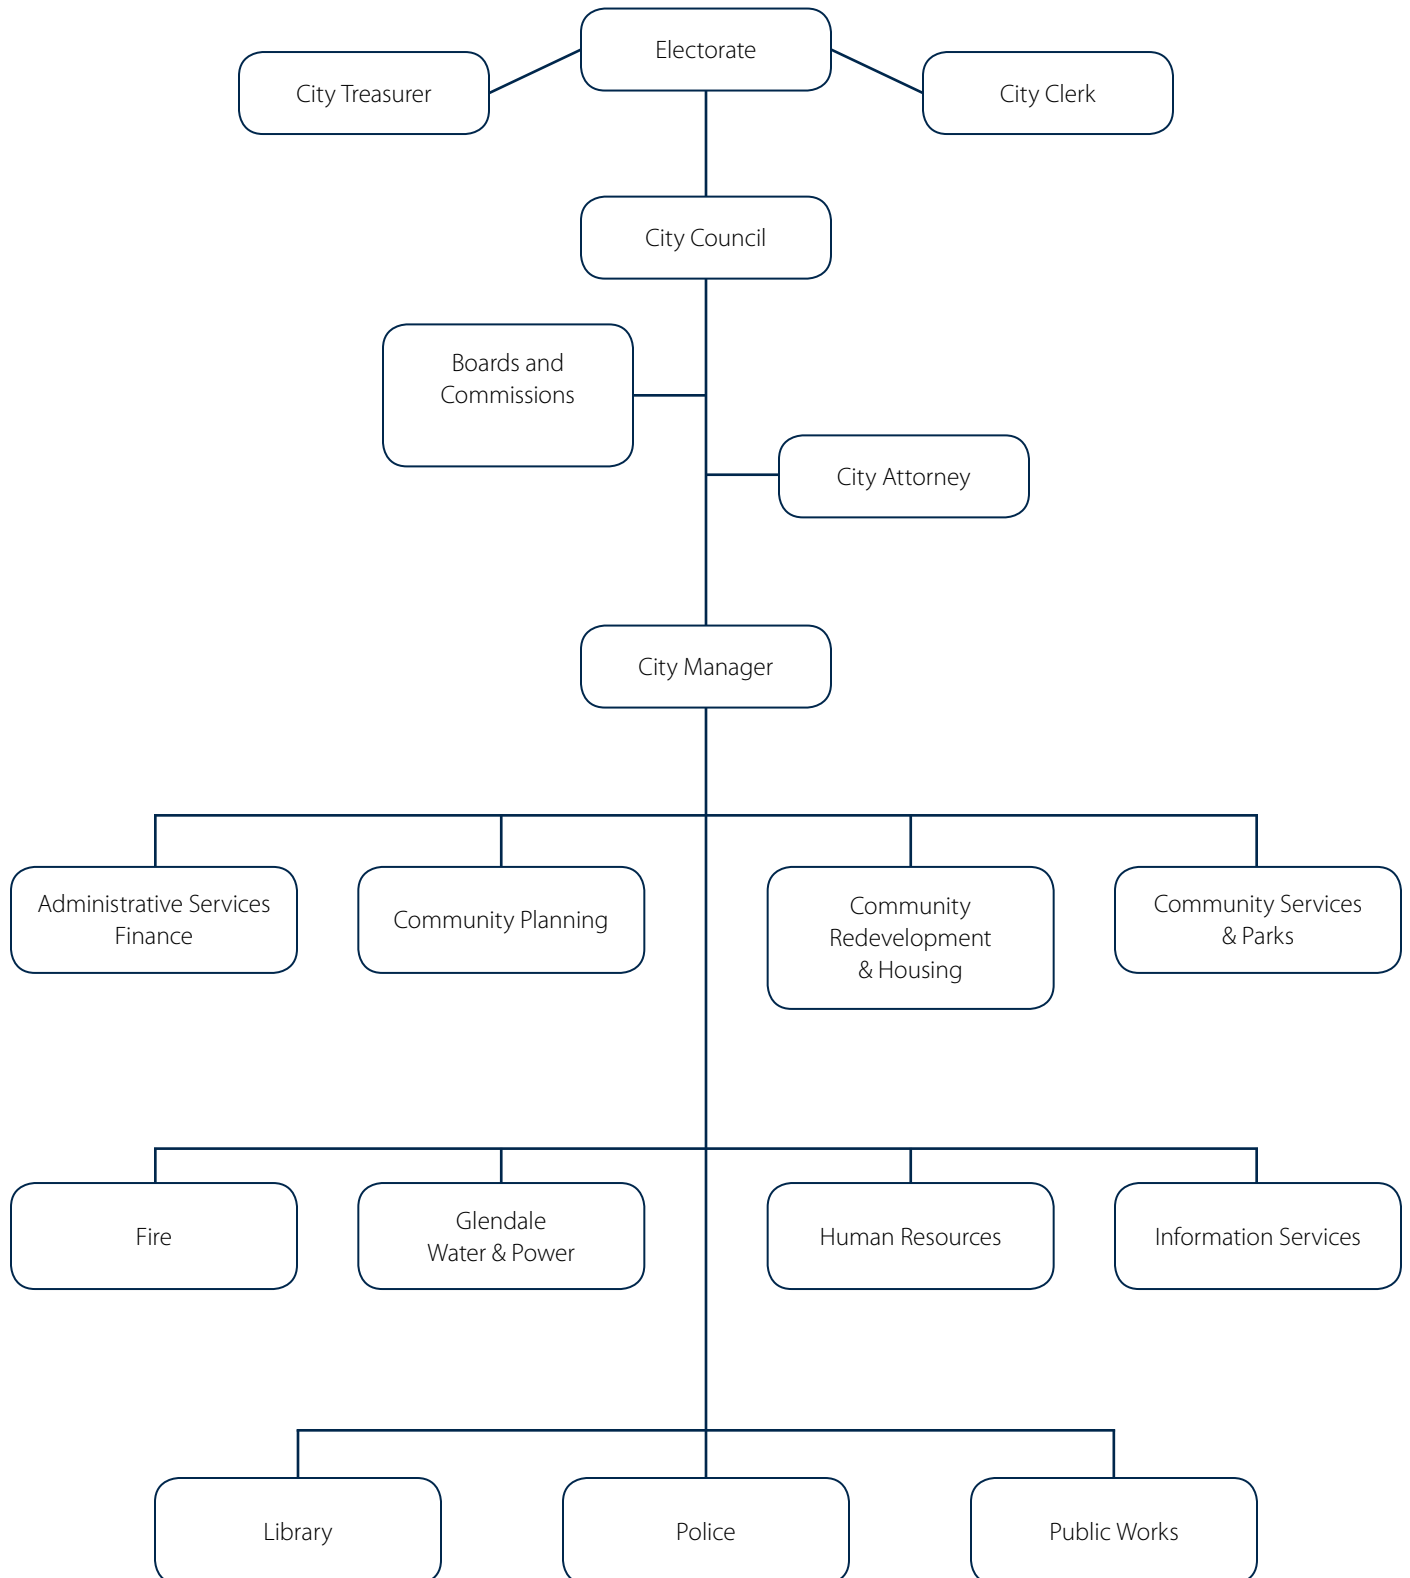 Electorate
City Treasurer
City Clerk
City Council
Boards and
Commissions
City Attorney
City Manager
Administrative Services
Finance
Community Planning
Community
Redevelopment
& Housing
Community Services
& Parks
Fire
Glendale
Water & Power
Human Resources
Information Services
Library
Police
Public Works